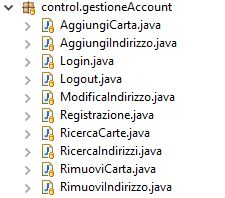 control.gestioneAccount
AggiungiCarta.java
AggiungiIndirizzo.java
Login.java
Logout.java
ModificaIndirizzo.java
Registrazione.java
RicercaCarte.java
RicercaIndirizzi.java
RimuoviCarta.java
RimuoviIndirizzo.java